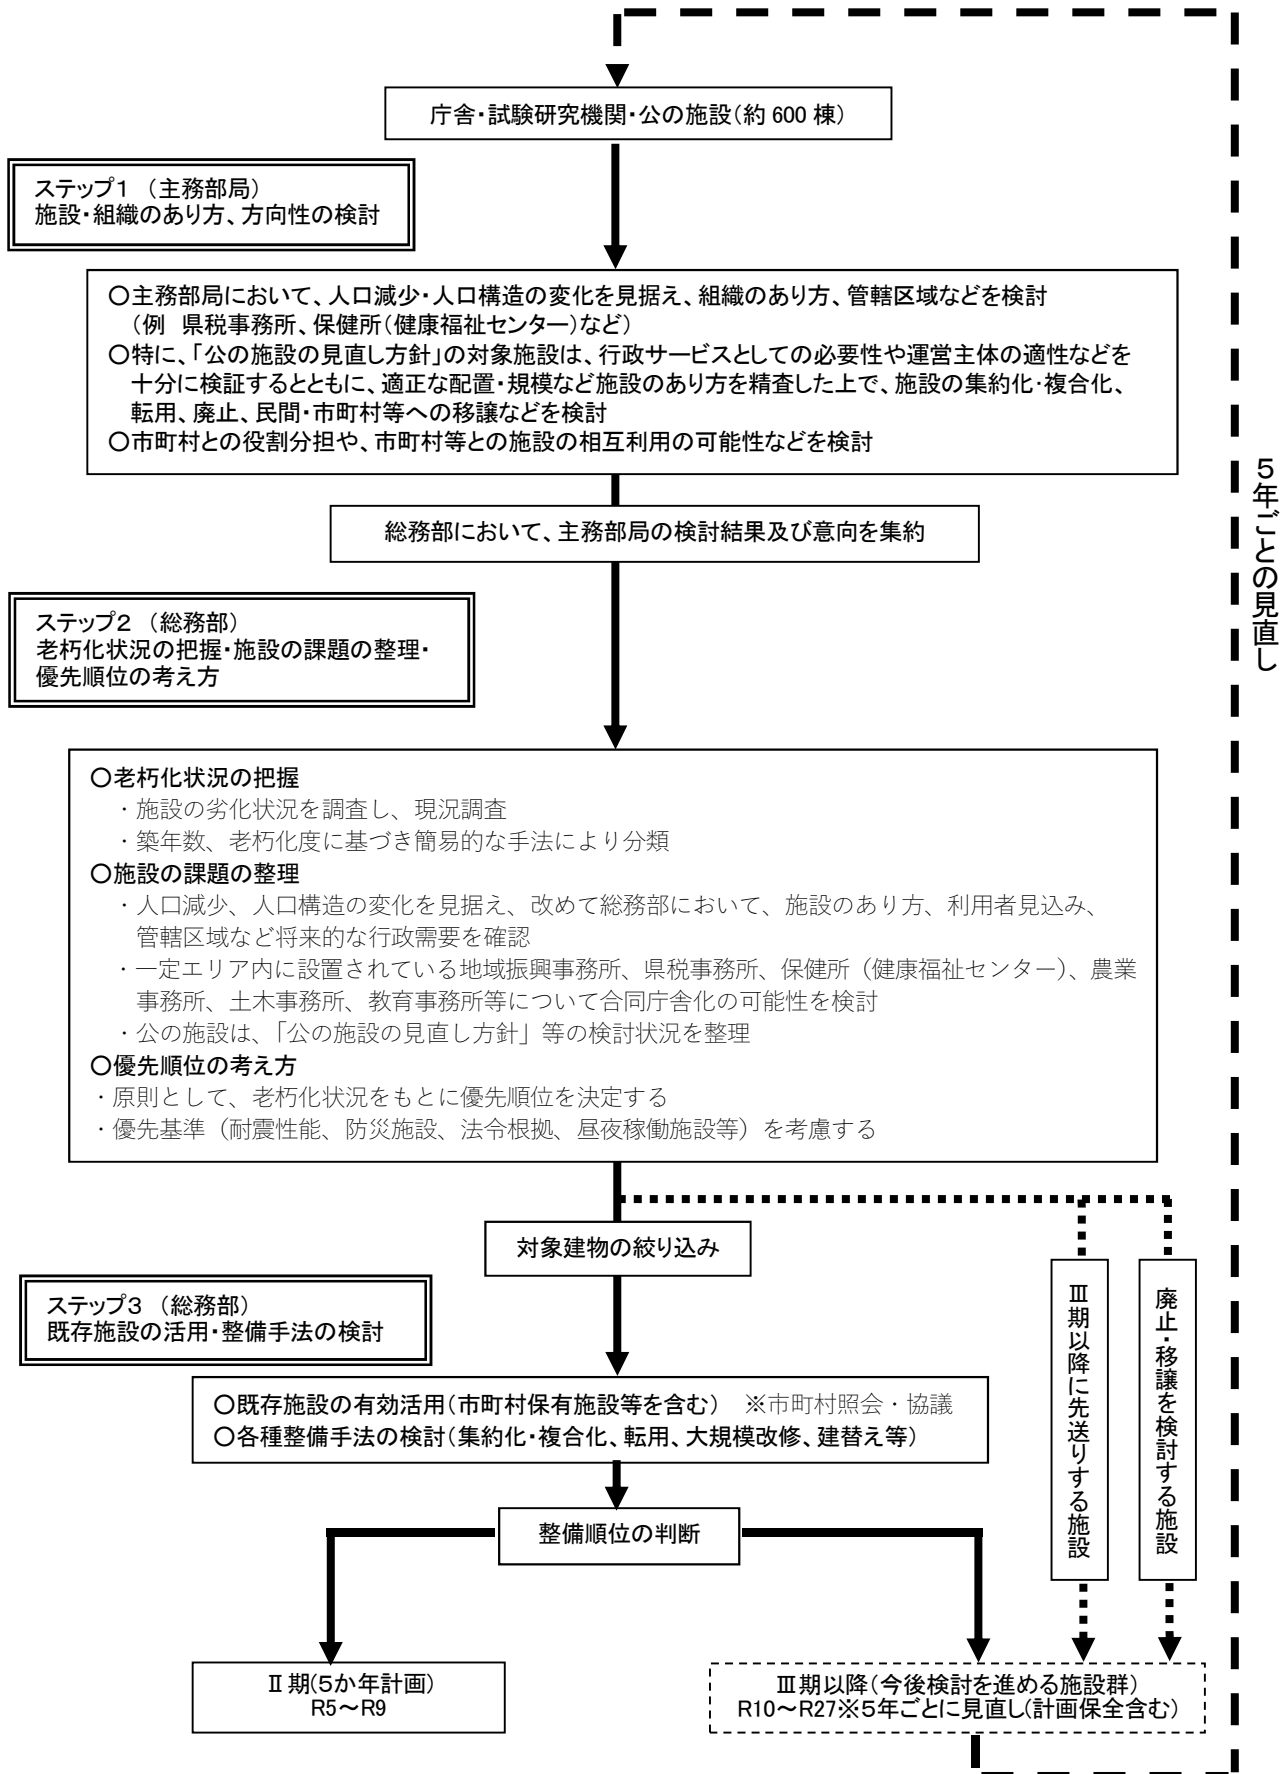 庁舎・試験研究機関・公の施設（約 600 棟）
ステップ１ （主務部局）
施設・組織のあり方、方向性の検討
○主務部局において、人口減少・人口構造の変化を見据え、組織のあり方、管轄区域などを検討
（例　県税事務所、保健所（健康福祉センター）など）
○特に、「公の施設の見直し方針」の対象施設は、行政サービスとしての必要性や運営主体の適性などを
十分に検証するとともに、適正な配置・規模など施設のあり方を精査した上で、施設の集約化・複合化、
転用、廃止、民間・市町村等への移譲などを検討
○市町村との役割分担や、市町村等との施設の相互利用の可能性などを検討
総務部において、主務部局の検討結果及び意向を集約
ステップ２ （総務部）
老朽化状況の把握・施設の課題の整理・
優先順位の考え方
○老朽化状況の把握
・施設の劣化状況を調査し、現況調査
・築年数、老朽化度に基づき簡易的な手法により分類
○施設の課題の整理
・人口減少、人口構造の変化を見据え、改めて総務部において、施設のあり方、利用者見込み、
管轄区域など将来的な行政需要を確認
・一定エリア内に設置されている地域振興事務所、県税事務所、保健所（健康福祉センター）、農業
事務所、土木事務所、教育事務所等について合同庁舎化の可能性を検討
・公の施設は、「公の施設の見直し方針」等の検討状況を整理
○優先順位の考え方
・原則として、老朽化状況をもとに優先順位を決定する
・優先基準（耐震性能、防災施設、法令根拠、昼夜稼働施設等）を考慮する
対象建物の絞り込み
ステップ３ （総務部）
既存施設の活用・整備手法の検討
○既存施設の有効活用（市町村保有施設等を含む）　※市町村照会・協議
○各種整備手法の検討（集約化・複合化、転用、大規模改修、建替え等）
整備順位の判断
Ⅲ期以降に先送りする施設
廃止・移譲を検討する施設
Ⅱ期（５か年計画）
R5～R9
Ⅲ期以降（今後検討を進める施設群）
R10～R27※５年ごとに見直し（計画保全含む）
５年ごとの見直し